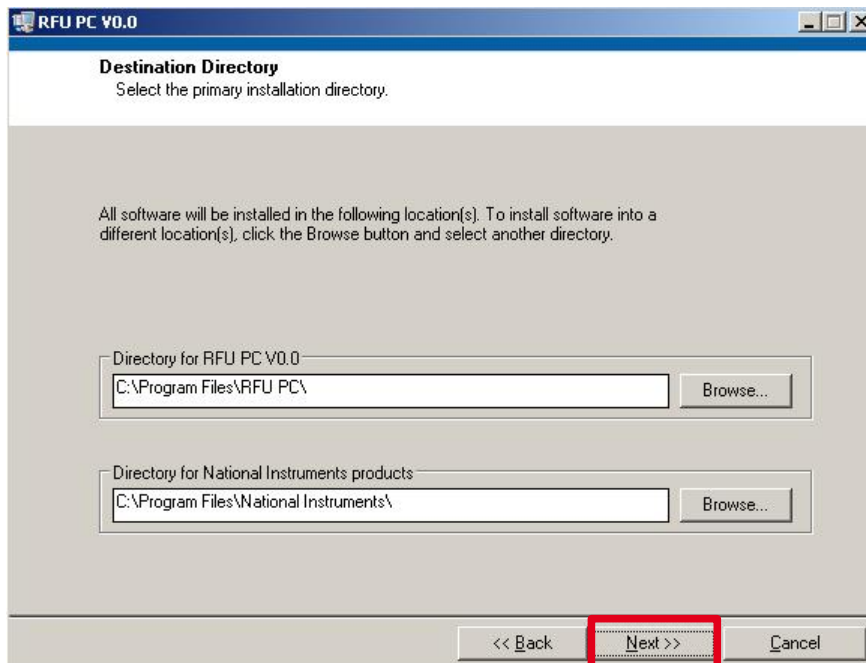 RFU PC V0.0
Destination Directory
Select the primary installation directory.
All software will be installed in the following location(s). To install software into a
different location(s), click the Browse button and select another directory.
Directory for RFU PC V0.0
C:\Program Files\RFU PC\
Browse...
Directory for National Instruments products
C:\Program Files\National Instruments\
Browse...
<< Back
Next >>
Cancel